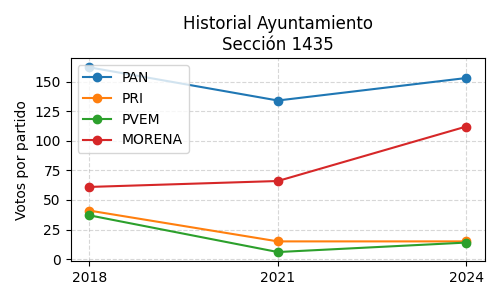 Historial Ayuntamiento
Sección 1435
Votos por partido
150
125
100
75
50
25
0
PAN
PRI
PVEM
MORENA
2018
2021
2024